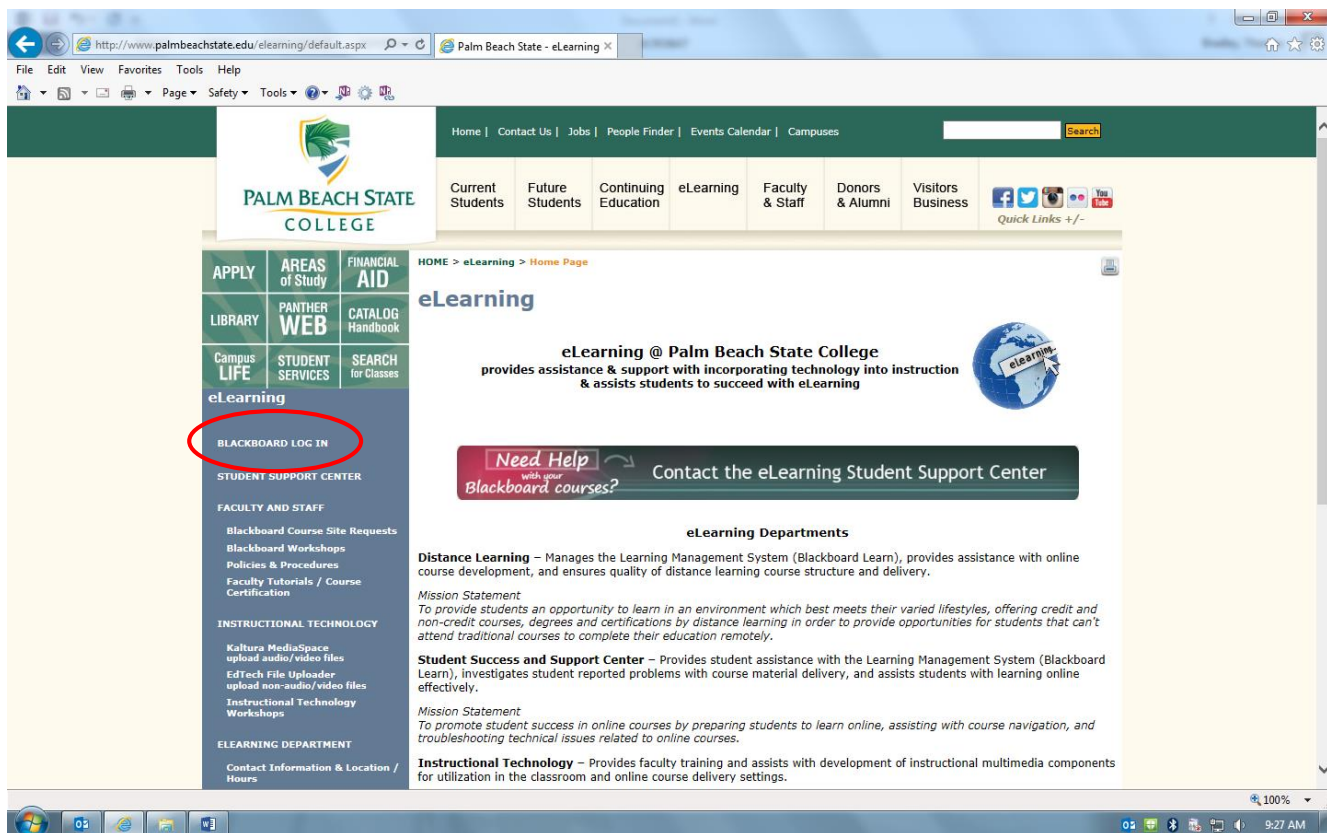 http://www.palmbeachstate.edu/elearning/default.aspx
Palm Beach State - eLearning
File Edit View Favorites Tools Help
Page Safety Tools
Home | Contact Us | Jobs | People Finder | Events Calendar | Campuses
Search
PALM BEACH STATE
COLLEGE
Current
Students
Future
Students
Continuing
Education
eLearning
Faculty
& Staff
Donors
& Alumni
Visitors
Business
You
Tube
Quick Links +/-
APPLY
AREAS
of Study
FINANCIAL
AID
LIBRARY
PANTHER
WEB
CATALOG
Handbook
Campus
LIFE
STUDENT
SERVICES
SEARCH
for Classes
eLearning
BLACKBOARD LOG IN
STUDENT SUPPORT CENTER
FACULTY AND STAFF
Blackboard Course Site Requests
Blackboard Workshops
Policies & Procedures
Faculty Tutorials / Course
Certification
INSTRUCTIONAL TECHNOLOGY
Kaltura MediaSpace
upload audio/video files
EdTech File Uploader
upload non-audio/video files
Instructional Technology
Workshops
ELEARNING DEPARTMENT
Contact Information & Location /
Hours
HOME > eLearning > Home Page
eLearning
eLearning @ Palm Beach State College
provides assistance & support with incorporating technology into instruction
& assists students to succeed with eLearning
eLearning
Need Help
with your
Blackboard courses?
Contact the eLearning Student Support Center
eLearning Departments
Distance Learning – Manages the Learning Management System (Blackboard Learn), provides assistance with online
course development, and ensures quality of distance learning course structure and delivery.
Mission Statement
To provide students an opportunity to learn in an environment which best meets their varied lifestyles, offering credit and
non-credit courses, degrees and certifications by distance learning in order to provide opportunities for students that can't
attend traditional courses to complete their education remotely.
Student Success and Support Center – Provides student assistance with the Learning Management System (Blackboard
Learn), investigates student reported problems with course material delivery, and assists students with learning online
effectively.
Mission Statement
To promote student success in online courses by preparing students to learn online, assisting with course navigation, and
troubleshooting technical issues related to online courses.
Instructional Technology – Provides faculty training and assists with development of instructional multimedia components
for utilization in the classroom and online course delivery settings.
100%
9:27 AM